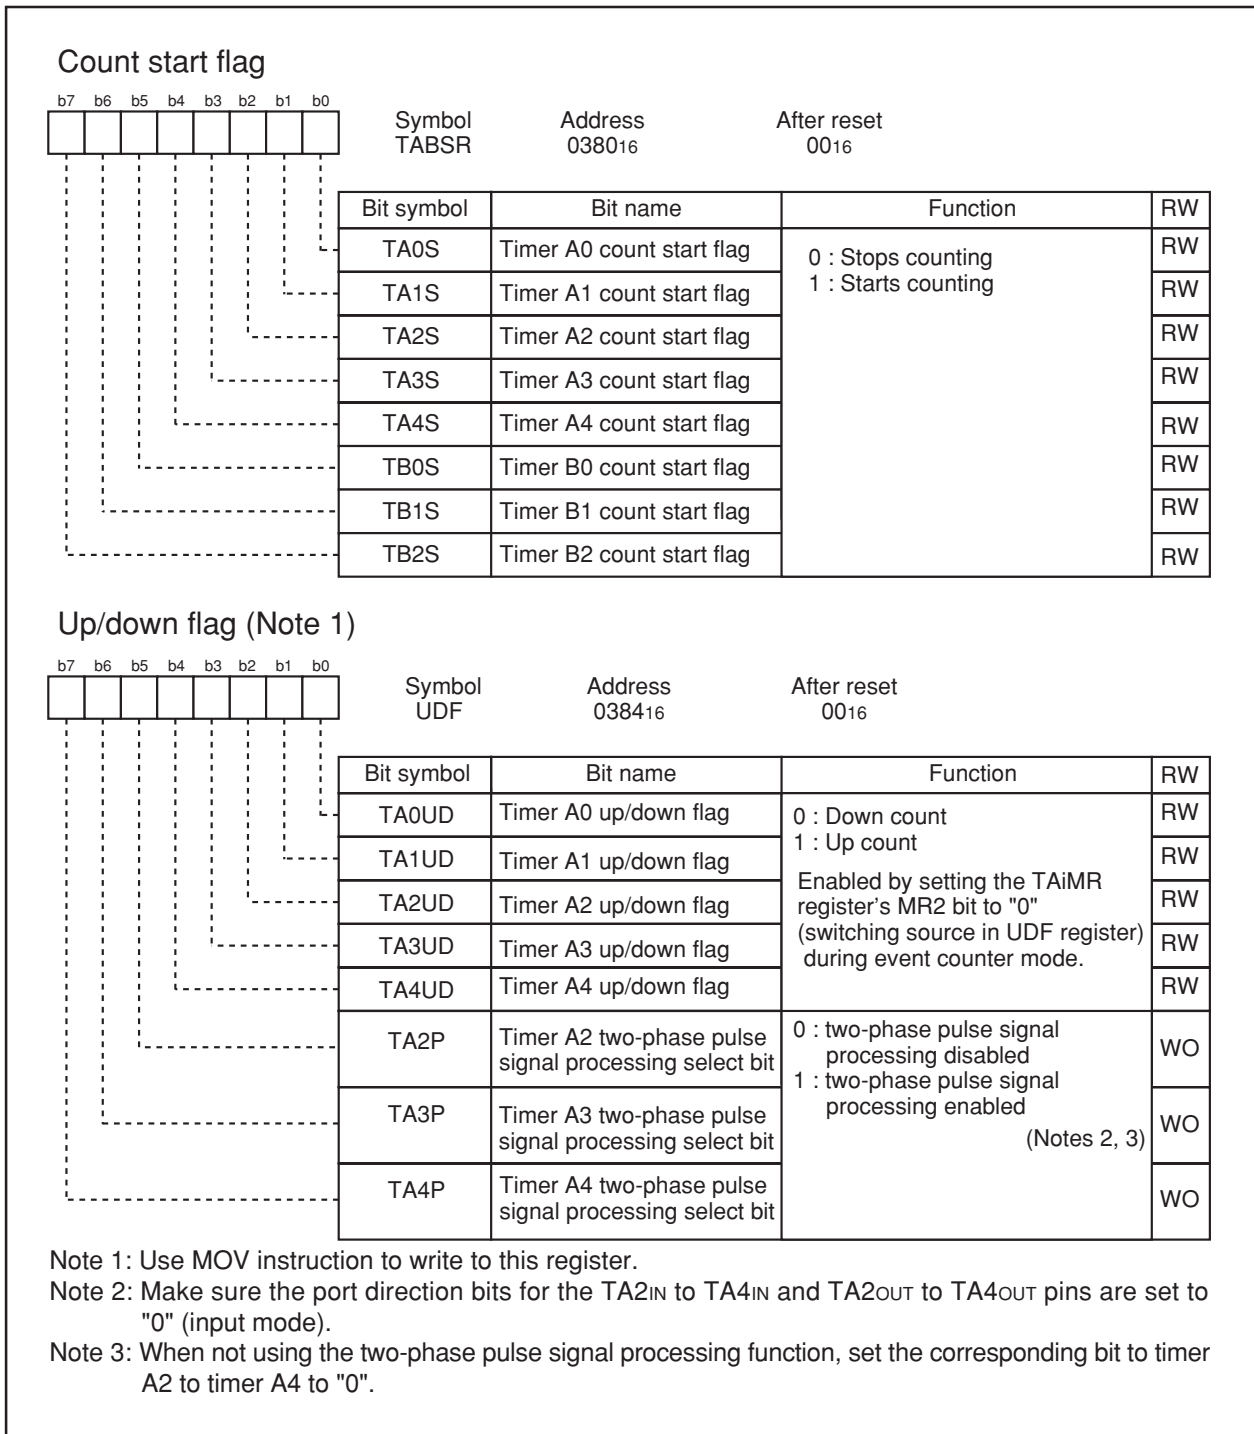 Count start flag
b7 b6 b5 b4 b3 b2 b1 b0
Symbol Address After reset
TABSR 038016 0016
Bit symbol Bit name Function RW
TA0S Timer A0 count start flag 0 : Stops counting RW
1 : Starts counting
TA1S Timer A1 count start flag RW
TA2S Timer A2 count start flag RW
TA3S Timer A3 count start flag RW
TA4S Timer A4 count start flag RW
TB0S Timer B0 count start flag RW
TB1S Timer B1 count start flag RW
TB2S Timer B2 count start flag RW
Up/down flag (Note 1)
b7 b6 b5 b4 b3 b2 b1 b0
Symbol Address After reset
UDF 038416 0016
Bit symbol Bit name Function RW
TA0UD Timer A0 up/down flag 0 : Down count RW
1 : Up count
TA1UD Timer A1 up/down flag RW
Enabled by setting the TAiMR
TA2UD Timer A2 up/down flag register's MR2 bit to "0" RW
(switching source in UDF register)
TA3UD Timer A3 up/down flag during event counter mode. RW
TA4UD Timer A4 up/down flag RW
TA2P Timer A2 two-phase pulse 0 : two-phase pulse signal WO
signal processing select bit processing disabled
1 : two-phase pulse signal
TA3P Timer A3 two-phase pulse processing enabled WO
signal processing select bit (Notes 2, 3)
TA4P Timer A4 two-phase pulse WO
signal processing select bit
Note 1: Use MOV instruction to write to this register.
Note 2: Make sure the port direction bits for the TA2IN to TA4IN and TA2OUT to TA4OUT pins are set to
"0" (input mode).
Note 3: When not using the two-phase pulse signal processing function, set the corresponding bit to timer
A2 to timer A4 to "0".